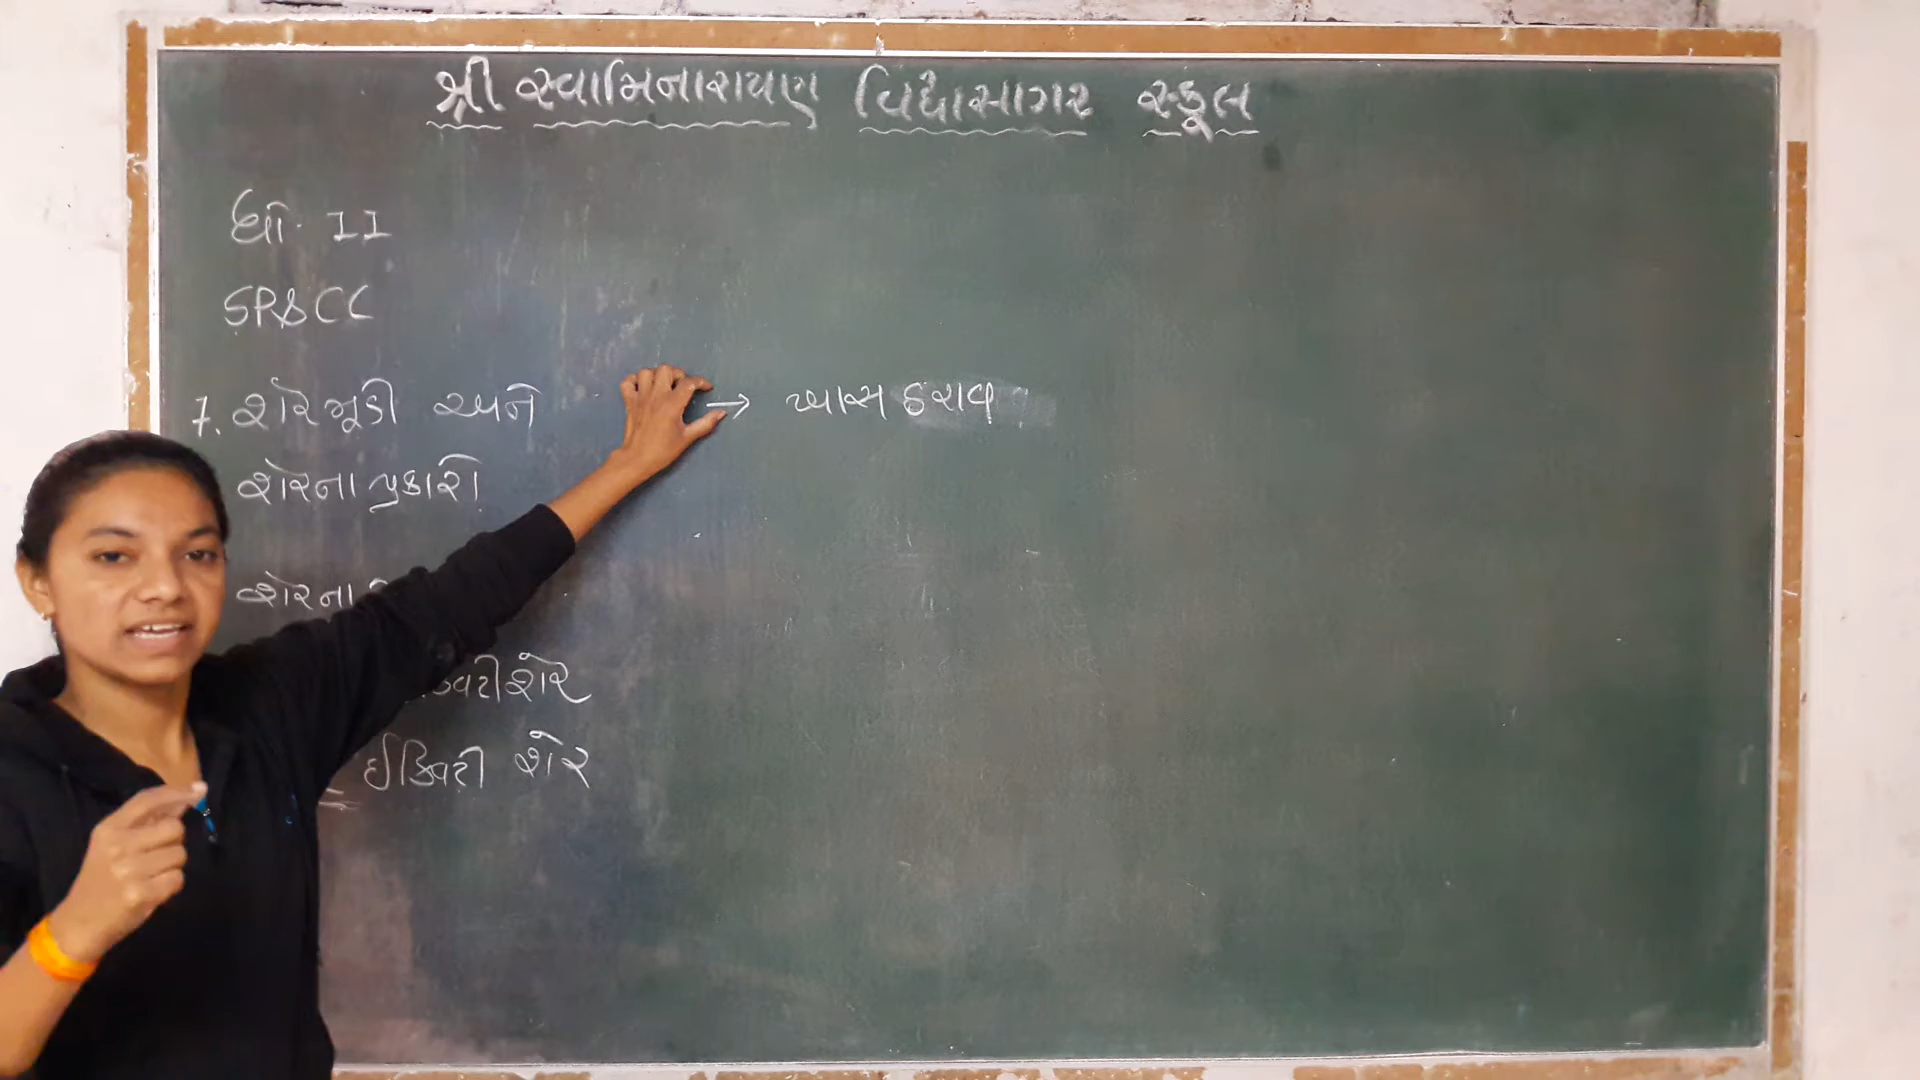 શ્રી સ્વામિનારાયણ વિદ્યાસાગર સ્કૂલ
ધો. 11
SP&CC
7. શેરમૂડી અને → ખાસ ઠરાવ
શેરના પ્રકારો
શેરના
શેર
ઈક્વિટી શેર